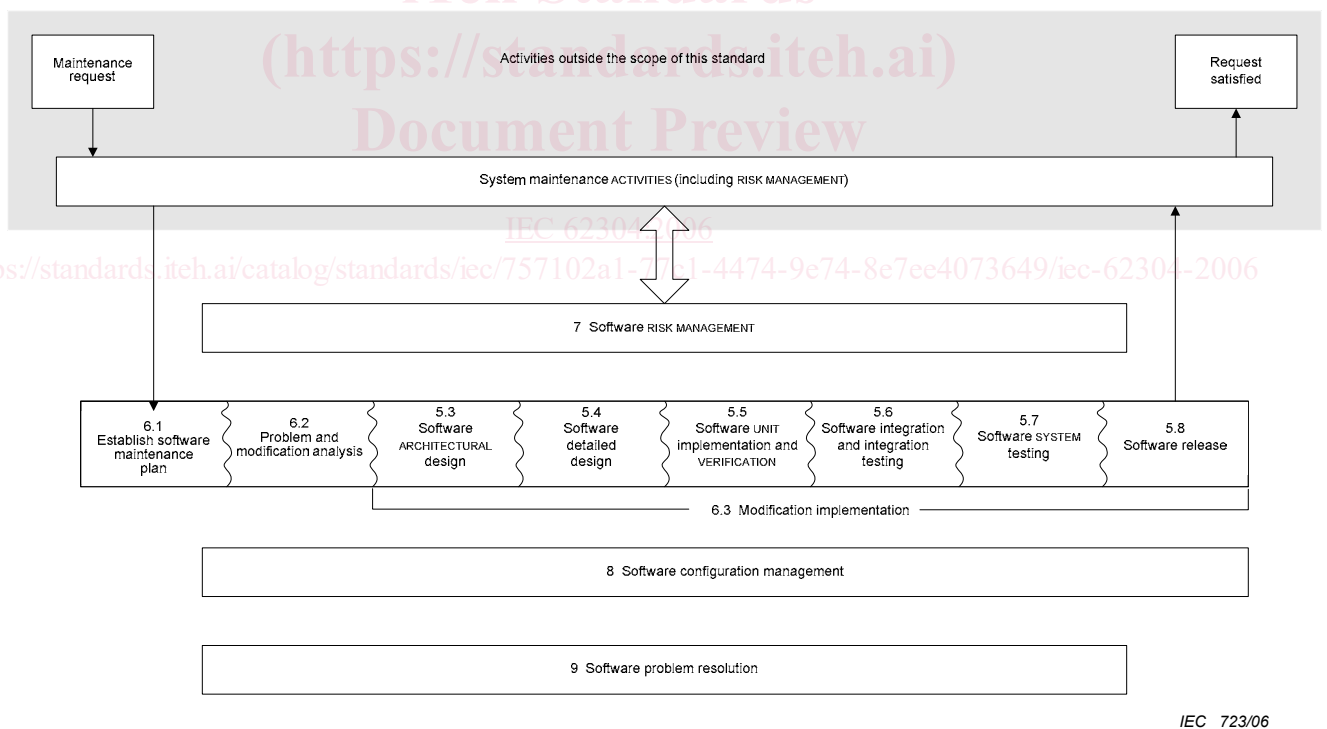 iTeh Standards
(https://standards.iteh.ai)
Document Preview
Maintenance
request
Activities outside the scope of this standard
Request
satisfied
System maintenance ACTIVITIES (including RISK MANAGEMENT)
IEC 62304:2006
ps://standards.iteh.ai/catalog/standards/iec/757102a1-77c1-4474-9e74-8e7ee4073649/iec-62304-2006
7 Software RISK MANAGEMENT
6.1
Establish software
maintenance
plan
6.2
Problem and
modification analysis
5.3
Software
ARCHITECTURAL
design
5.4
Software
detailed
design
5.5
Software UNIT
implementation and
VERIFICATION
5.6
Software integration
and integration
testing
5.7
Software SYSTEM
testing
5.8
Software release
6.3 Modification implementation
8 Software configuration management
9 Software problem resolution
IEC 723/06